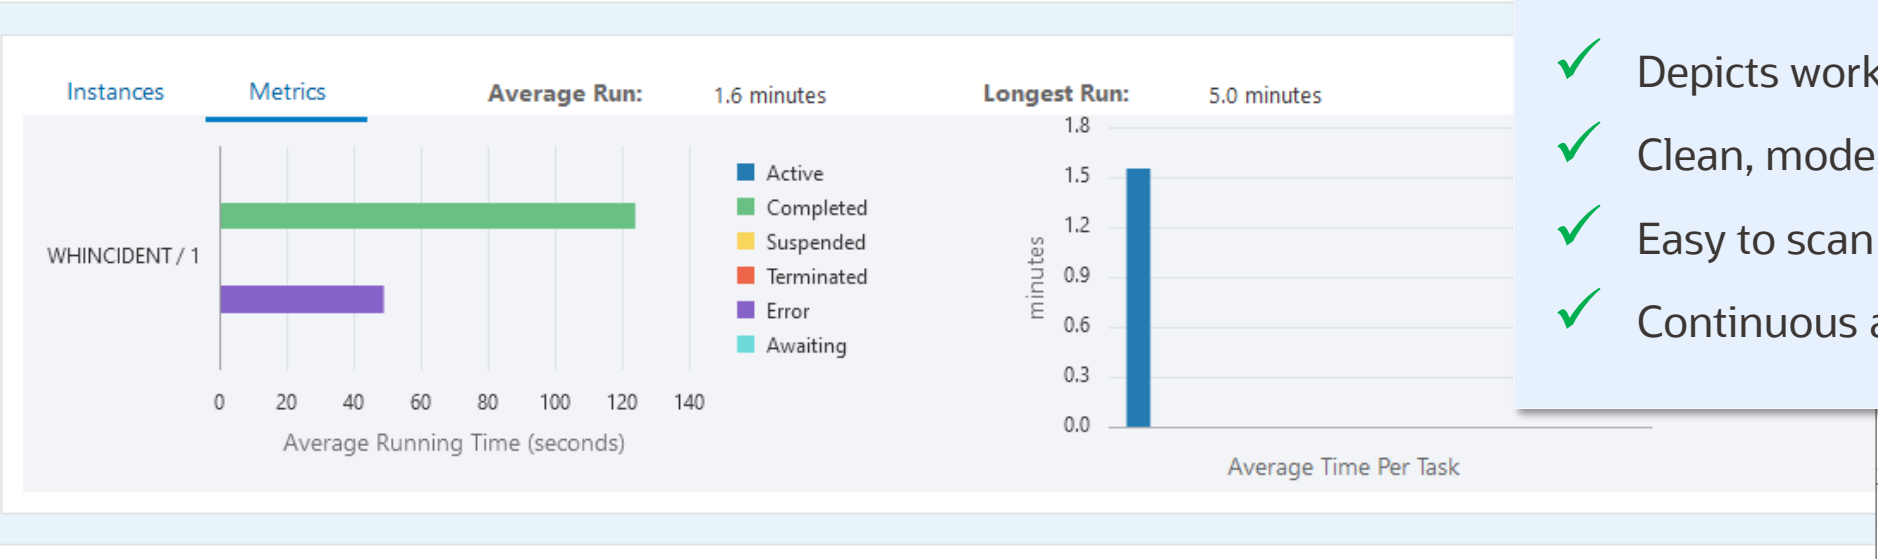 Instances Metrics Average Run: 1.6 minutes Longest Run: 5.0 minutes
WHINCIDENT / 1
0 20 40 60 80 100 120 140
Average Running Time (seconds)
Active
Completed
Suspended
Terminated
Error
Awaiting
1.8
1.5
1.2
0.9
0.6
0.3
0.0
minutes
Average Time Per Task
Depicts work
Clean, mode
Easy to scan
Continuous a